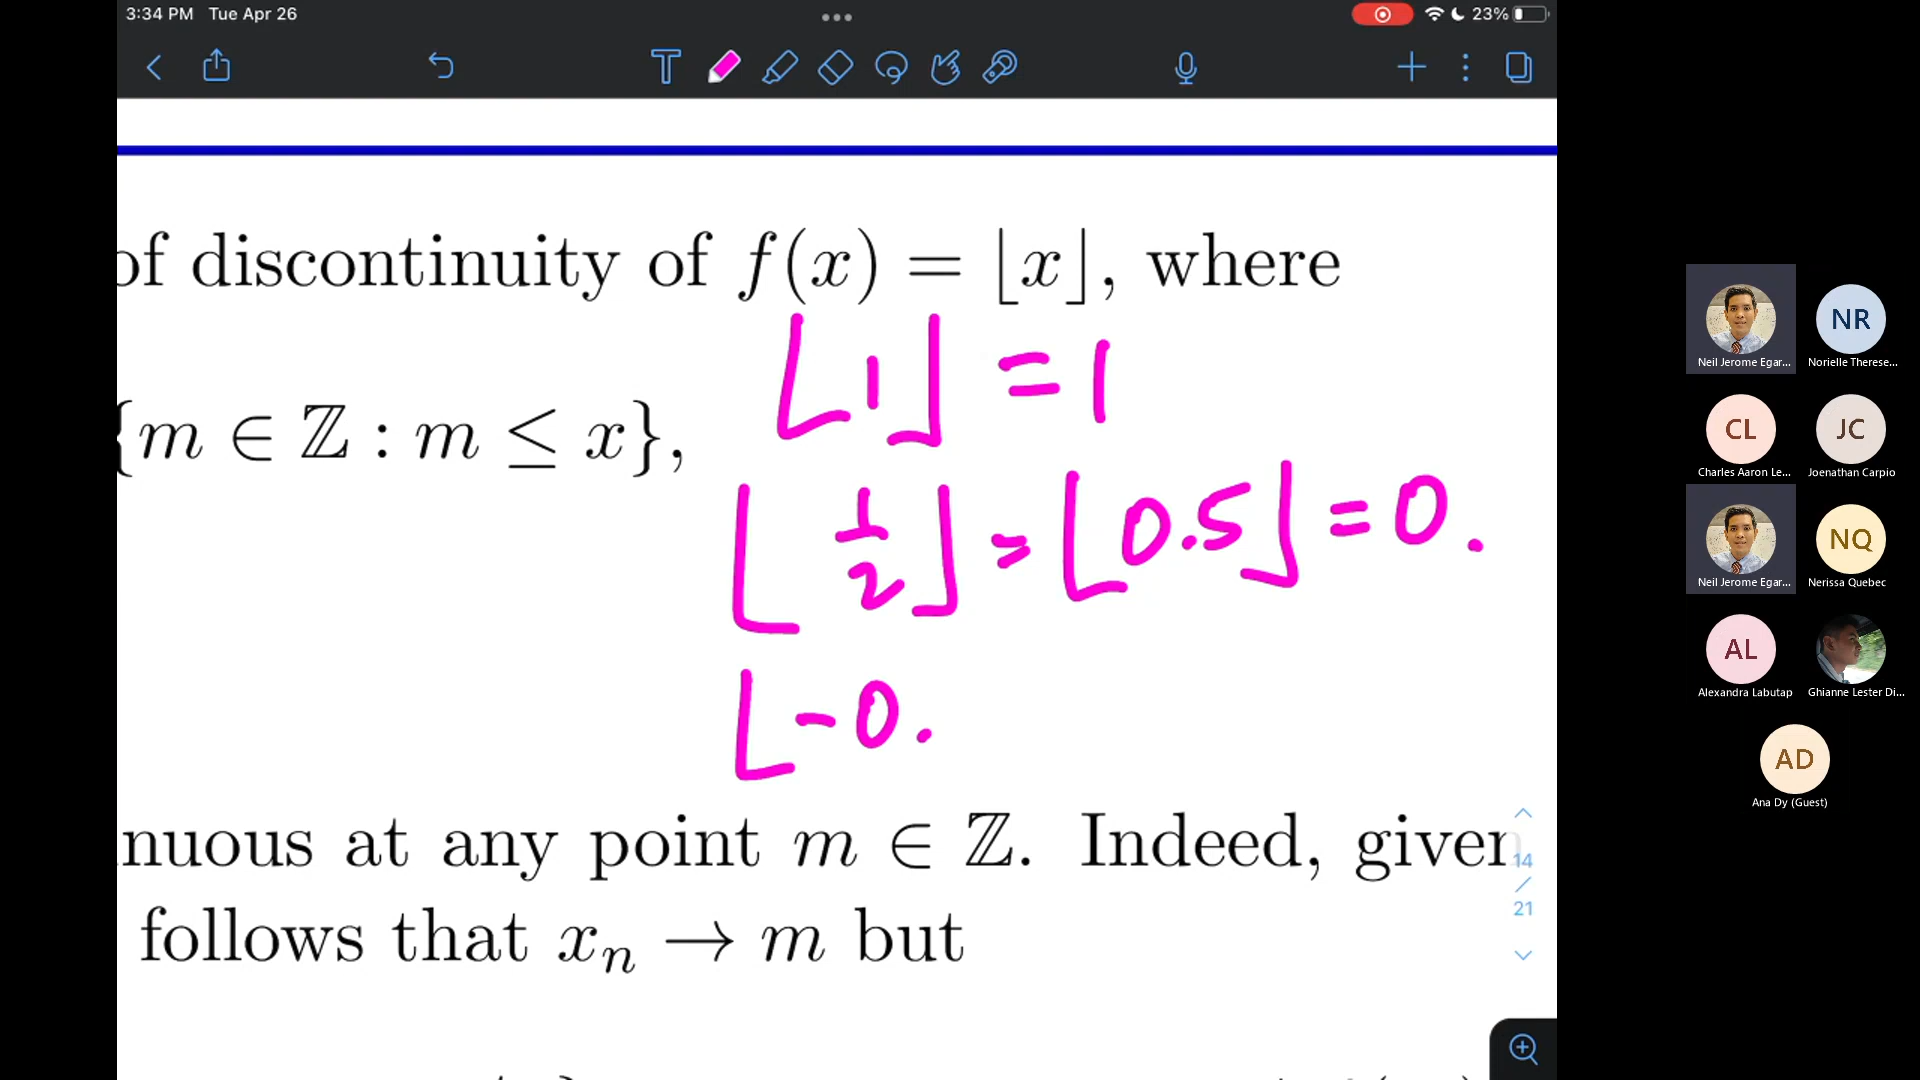 3:34 PM Tue Apr 26
23%
of discontinuity of f(x) = ⌊x⌋, where
⌊1⌋ = 1
{m ∈ ℤ : m ≤ x},
⌊1/2⌋ = ⌊0.5⌋ = 0.
⌊-0.
nuous at any point m ∈ ℤ. Indeed, given
follows that xₙ → m but
14
/
21
Neil Jerome Egar...
NR
Norielle Therese...
CL
Charles Aaron Le...
JC
Joenathan Carpio
Neil Jerome Egar...
NQ
Nerissa Quebec
AL
Alexandra Labutap
Ghianne Lester Di...
AD
Ana Dy (Guest)